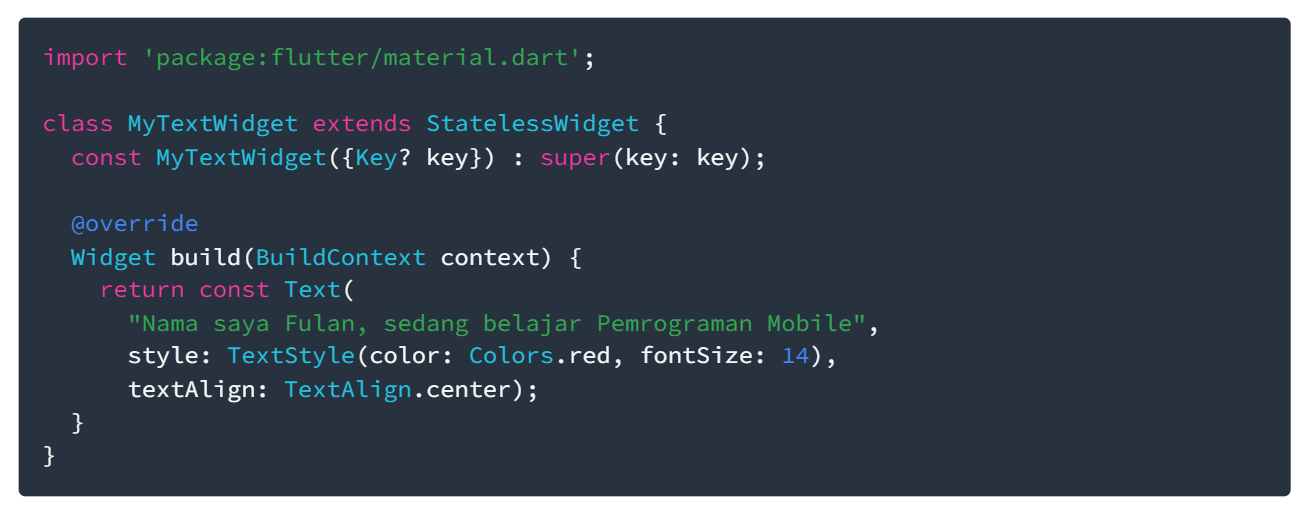 import 'package:flutter/material.dart';

class MyTextWidget extends StatelessWidget {
  const MyTextWidget({Key? key}) : super(key: key);

  @override
  Widget build(BuildContext context) {
    return const Text(
      "Nama saya Fulan, sedang belajar Pemrograman Mobile",
      style: TextStyle(color: Colors.red, fontSize: 14),
      textAlign: TextAlign.center);
  }
}